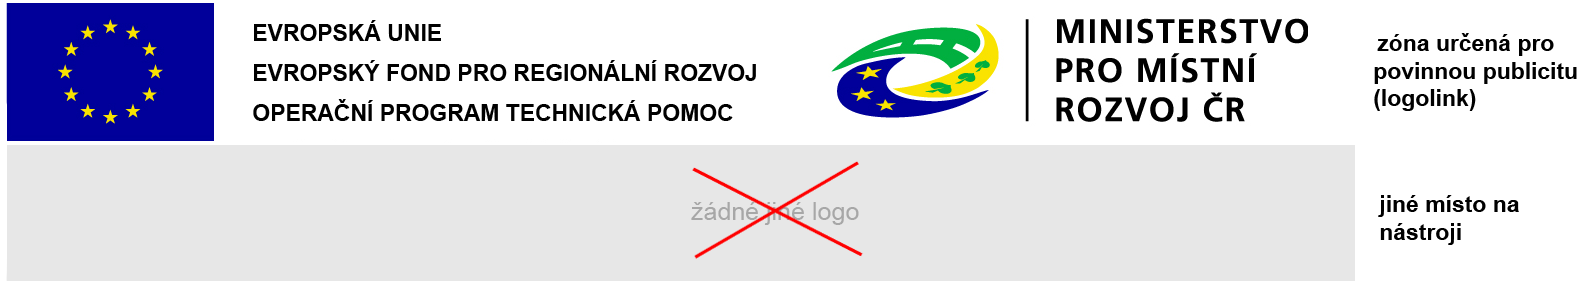 EVROPSKÁ UNIE
EVROPSKÝ FOND PRO REGIONÁLNÍ ROZVOJ
OPERAČNÍ PROGRAM TECHNICKÁ POMOC
MINISTERSTVO
PRO MÍSTNÍ
ROZVOJ ČR
zóna určená pro
povinnou publicitu
(logolink)
žádné jiné logo
jiné místo na
nástroji